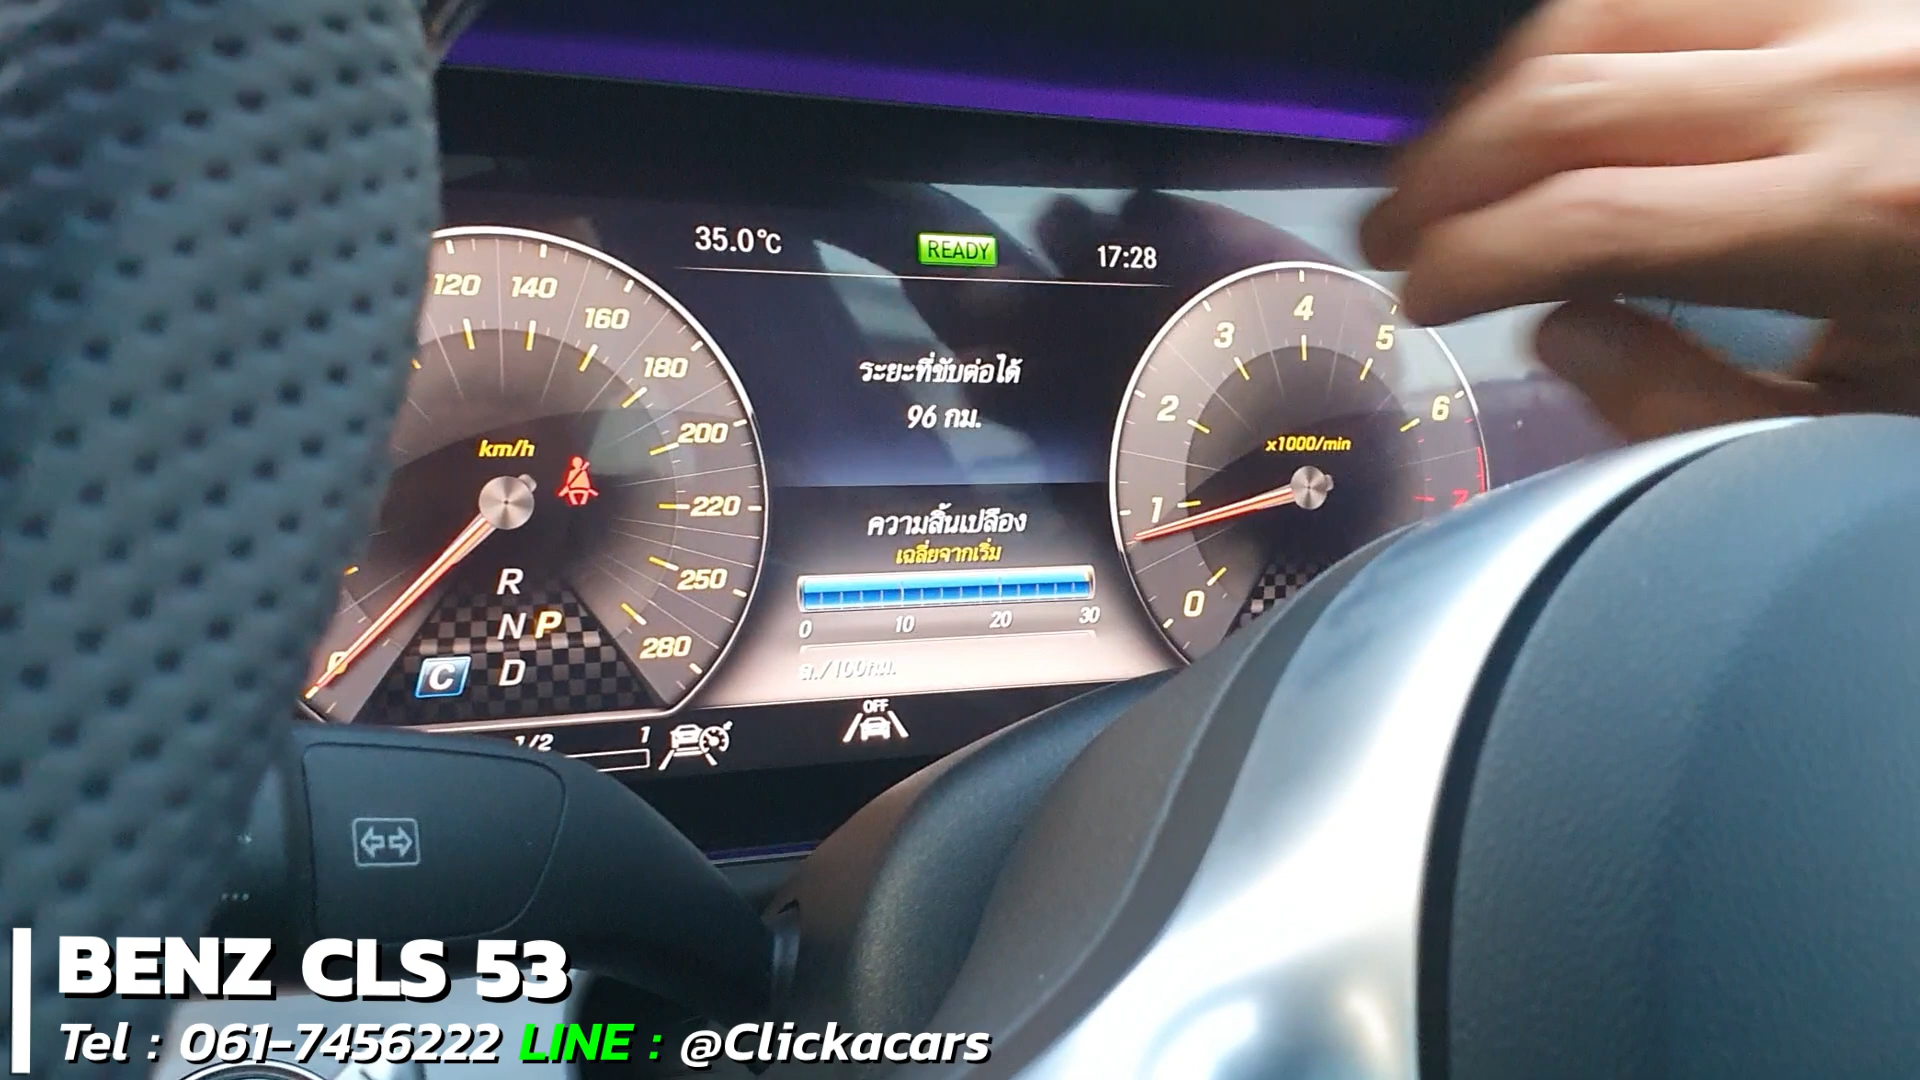 35.0°C
READY
17:28
120
140
160
180
200
220
250
280
km/h
R
N P
D
C
ระยะที่ขับต่อได้
96 กม.
ความสิ้นเปลือง
เฉลี่ยจากเริ่ม
0 10 20 30
ล./100กม.
0
1
2
3
4
5
6
7
x1000/min
1/2 1
OFF
BENZ CLS 53
Tel : 061-7456222 LINE : @Clickacars